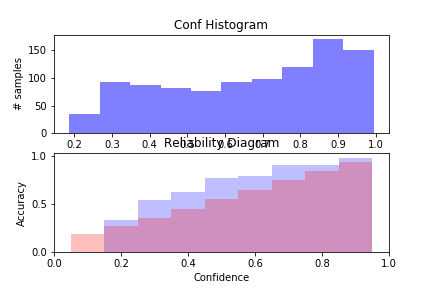 Conf Histogram
150
100
50
0
# samples
0.2 0.3 0.4 0.5 0.6 0.7 0.8 0.9 1.0
Reliability Diagram
1.0
0.5
0.0
Accuracy
0.0 0.2 0.4 0.6 0.8 1.0
Confidence